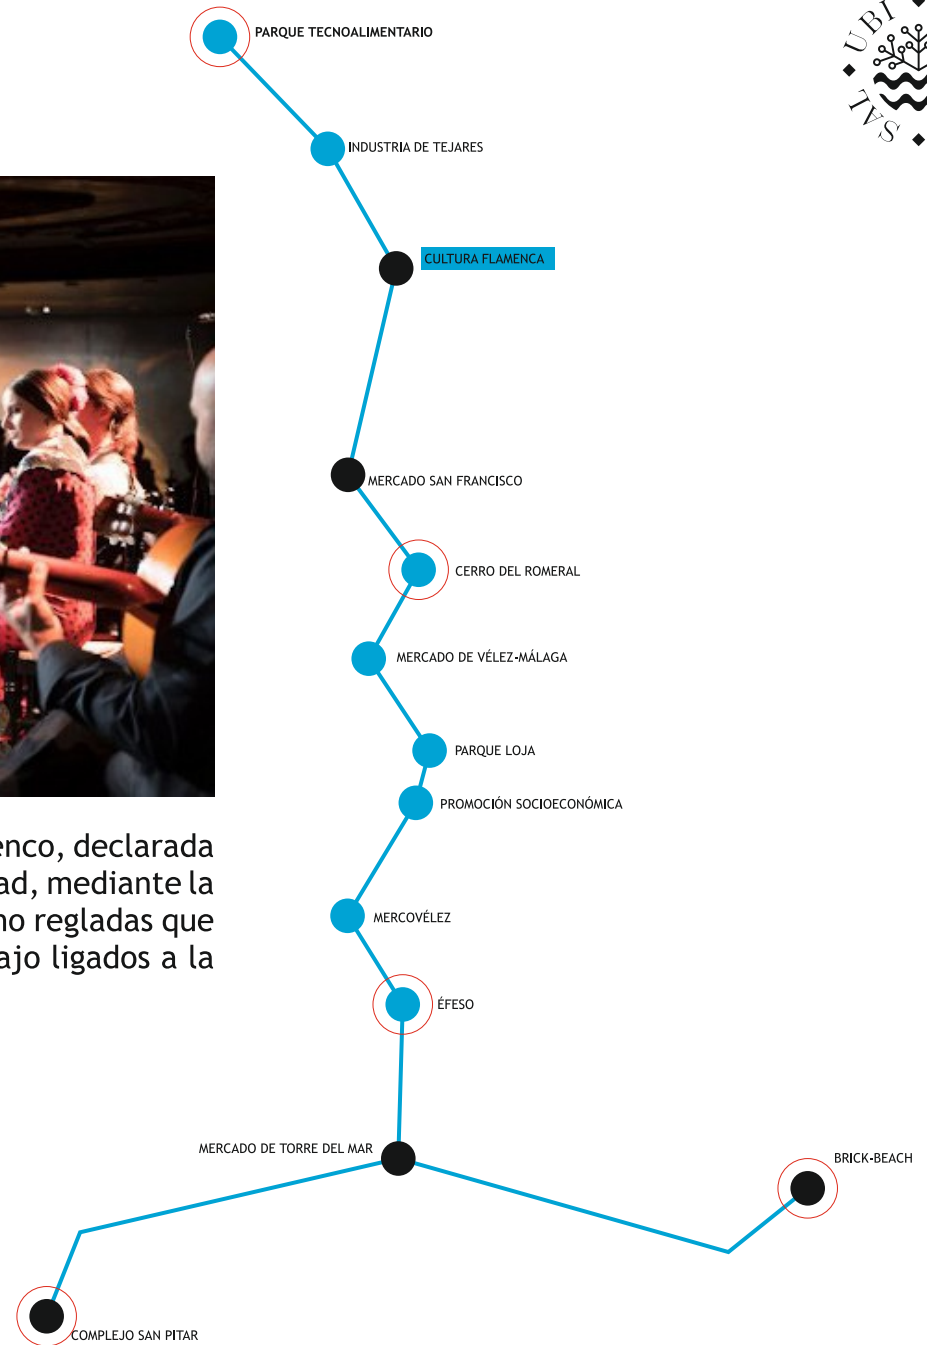 PARQUE TECNOALIMENTARIO
UBI
SAL
INDUSTRIA DE TEJARES
CULTURA FLAMENCA
MERCADO SAN FRANCISCO
CERRO DEL ROMERAL
MERCADO DE VÉLEZ-MÁLAGA
PARQUE LOJA
PROMOCIÓN SOCIOECONÓMICA
enco, declarada
ad, mediante la
no regladas que
ajo ligados a la
MERCOVÉLEZ
ÉFESO
MERCADO DE TORRE DEL MAR
BRICK-BEACH
COMPLEJO SAN PITAR